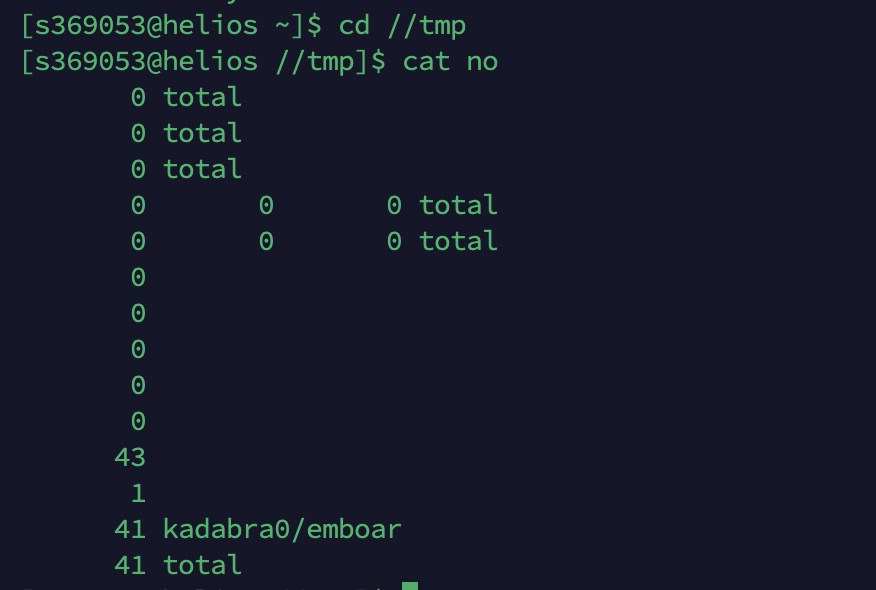 [s369053@helios ~]$ cd //tmp
[s369053@helios //tmp]$ cat no
0 total
0 total
0 total
0 0 0 total
0 0 0 total
0
0
0
0
0
43
1
41 kadabra0/emboar
41 total